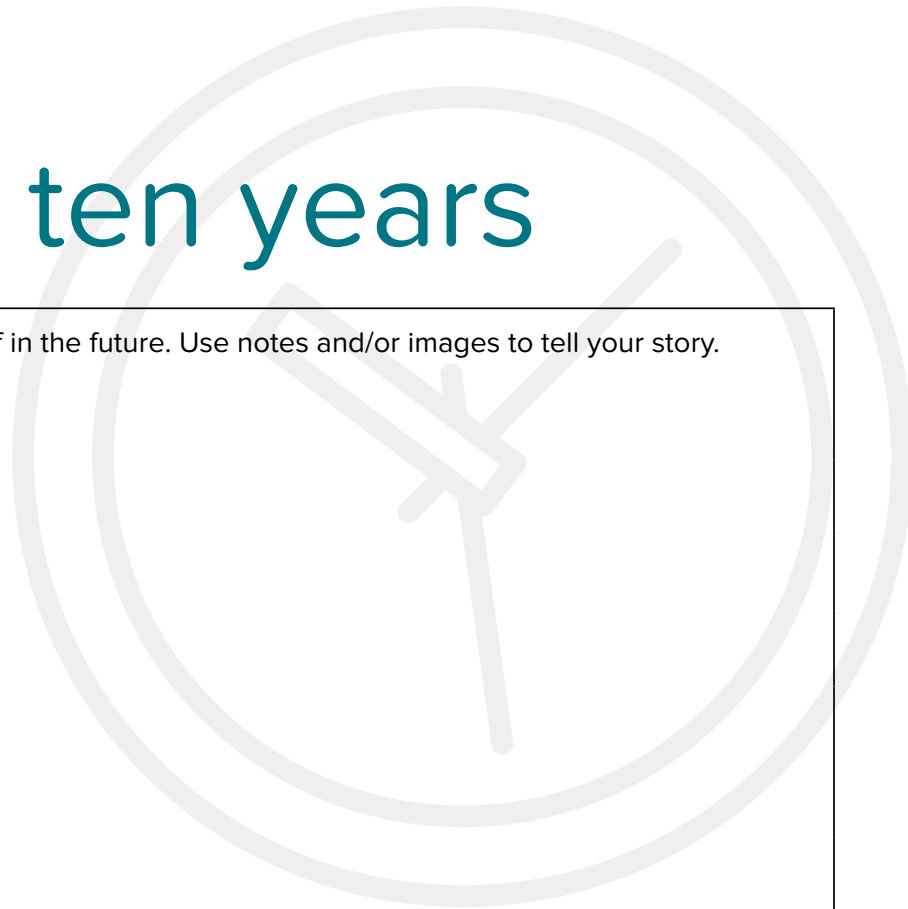 ten years
in the future. Use notes and/or images to tell your story.